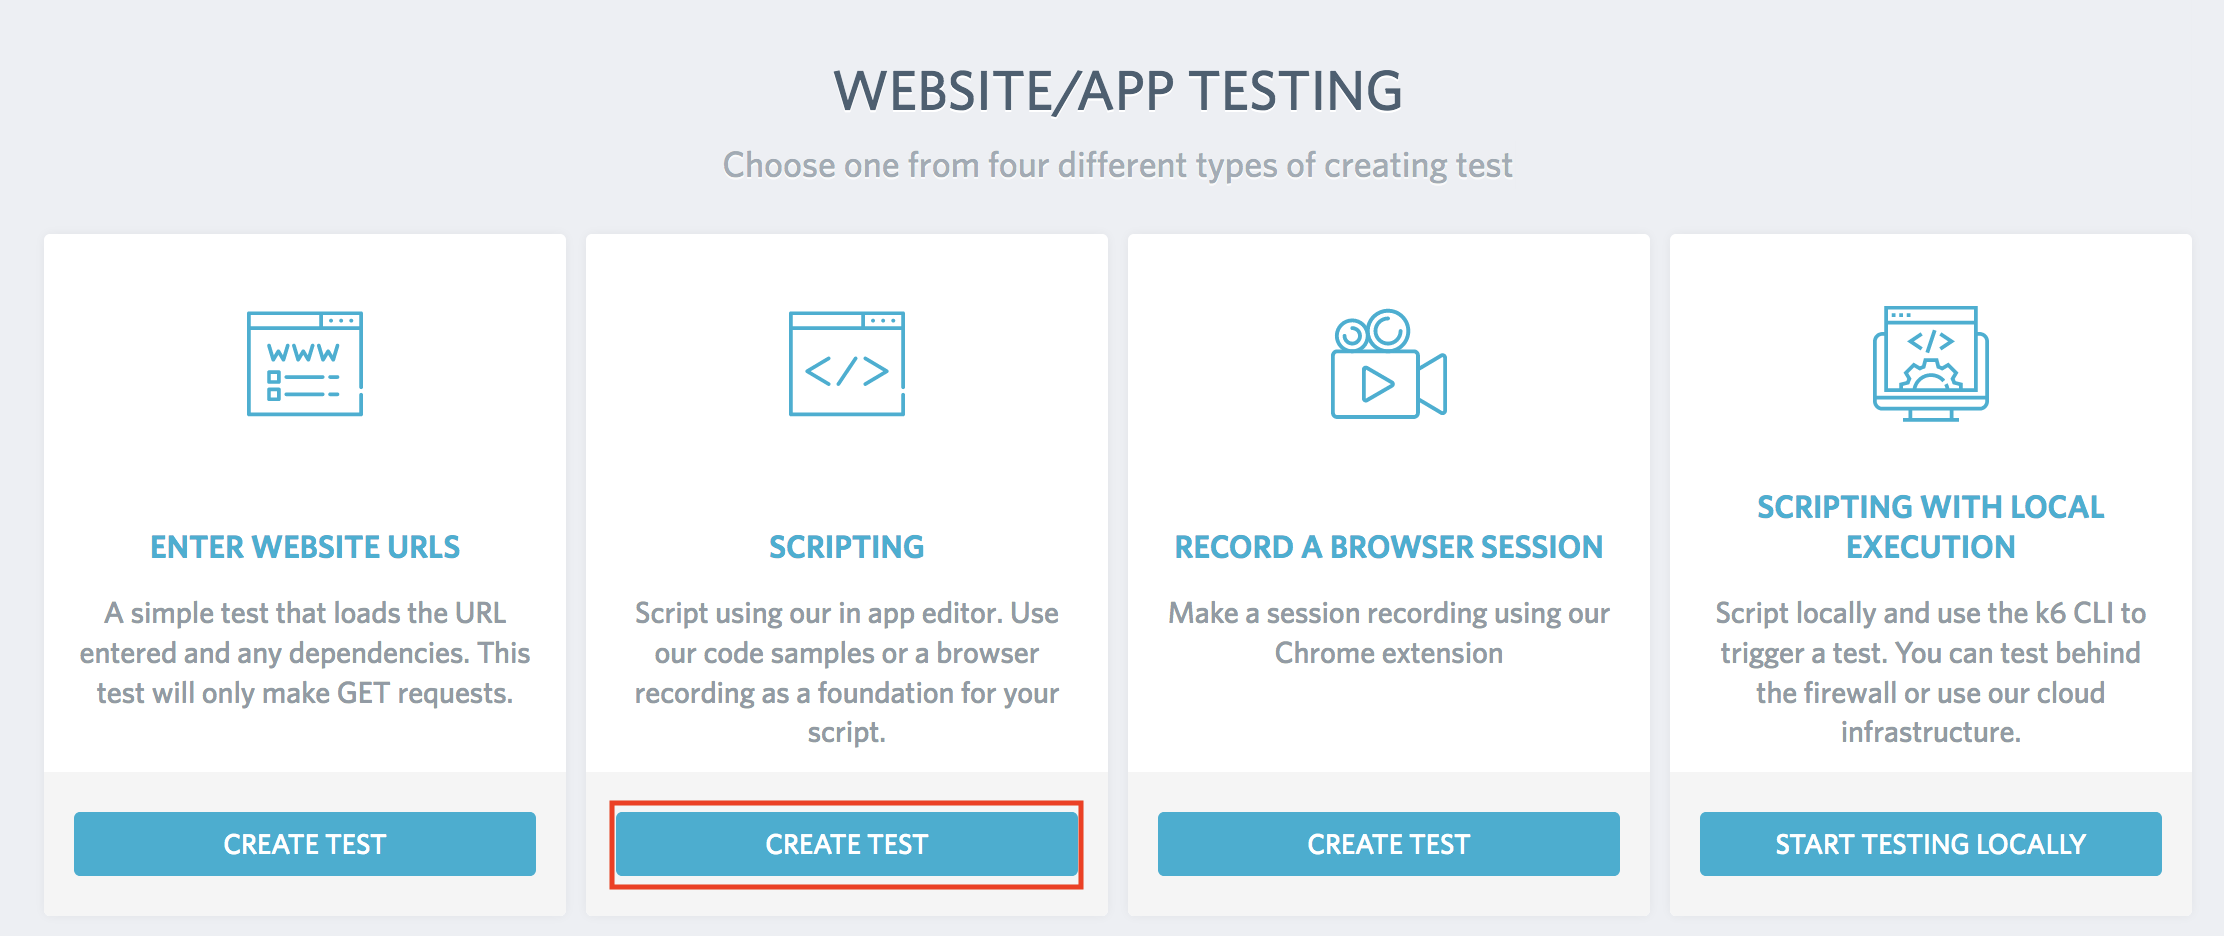 WEBSITE/APP TESTING
Choose one from four different types of creating test
WWW
ENTER WEBSITE URLS
A simple test that loads the URL
entered and any dependencies. This
test will only make GET requests.
CREATE TEST
</>
SCRIPTING
Script using our in app editor. Use
our code samples or a browser
recording as a foundation for your
script.
CREATE TEST
RECORD A BROWSER SESSION
Make a session recording using our
Chrome extension
CREATE TEST
</>
SCRIPTING WITH LOCAL
EXECUTION
Script locally and use the k6 CLI to
trigger a test. You can test behind
the firewall or use our cloud
infrastructure.
START TESTING LOCALLY